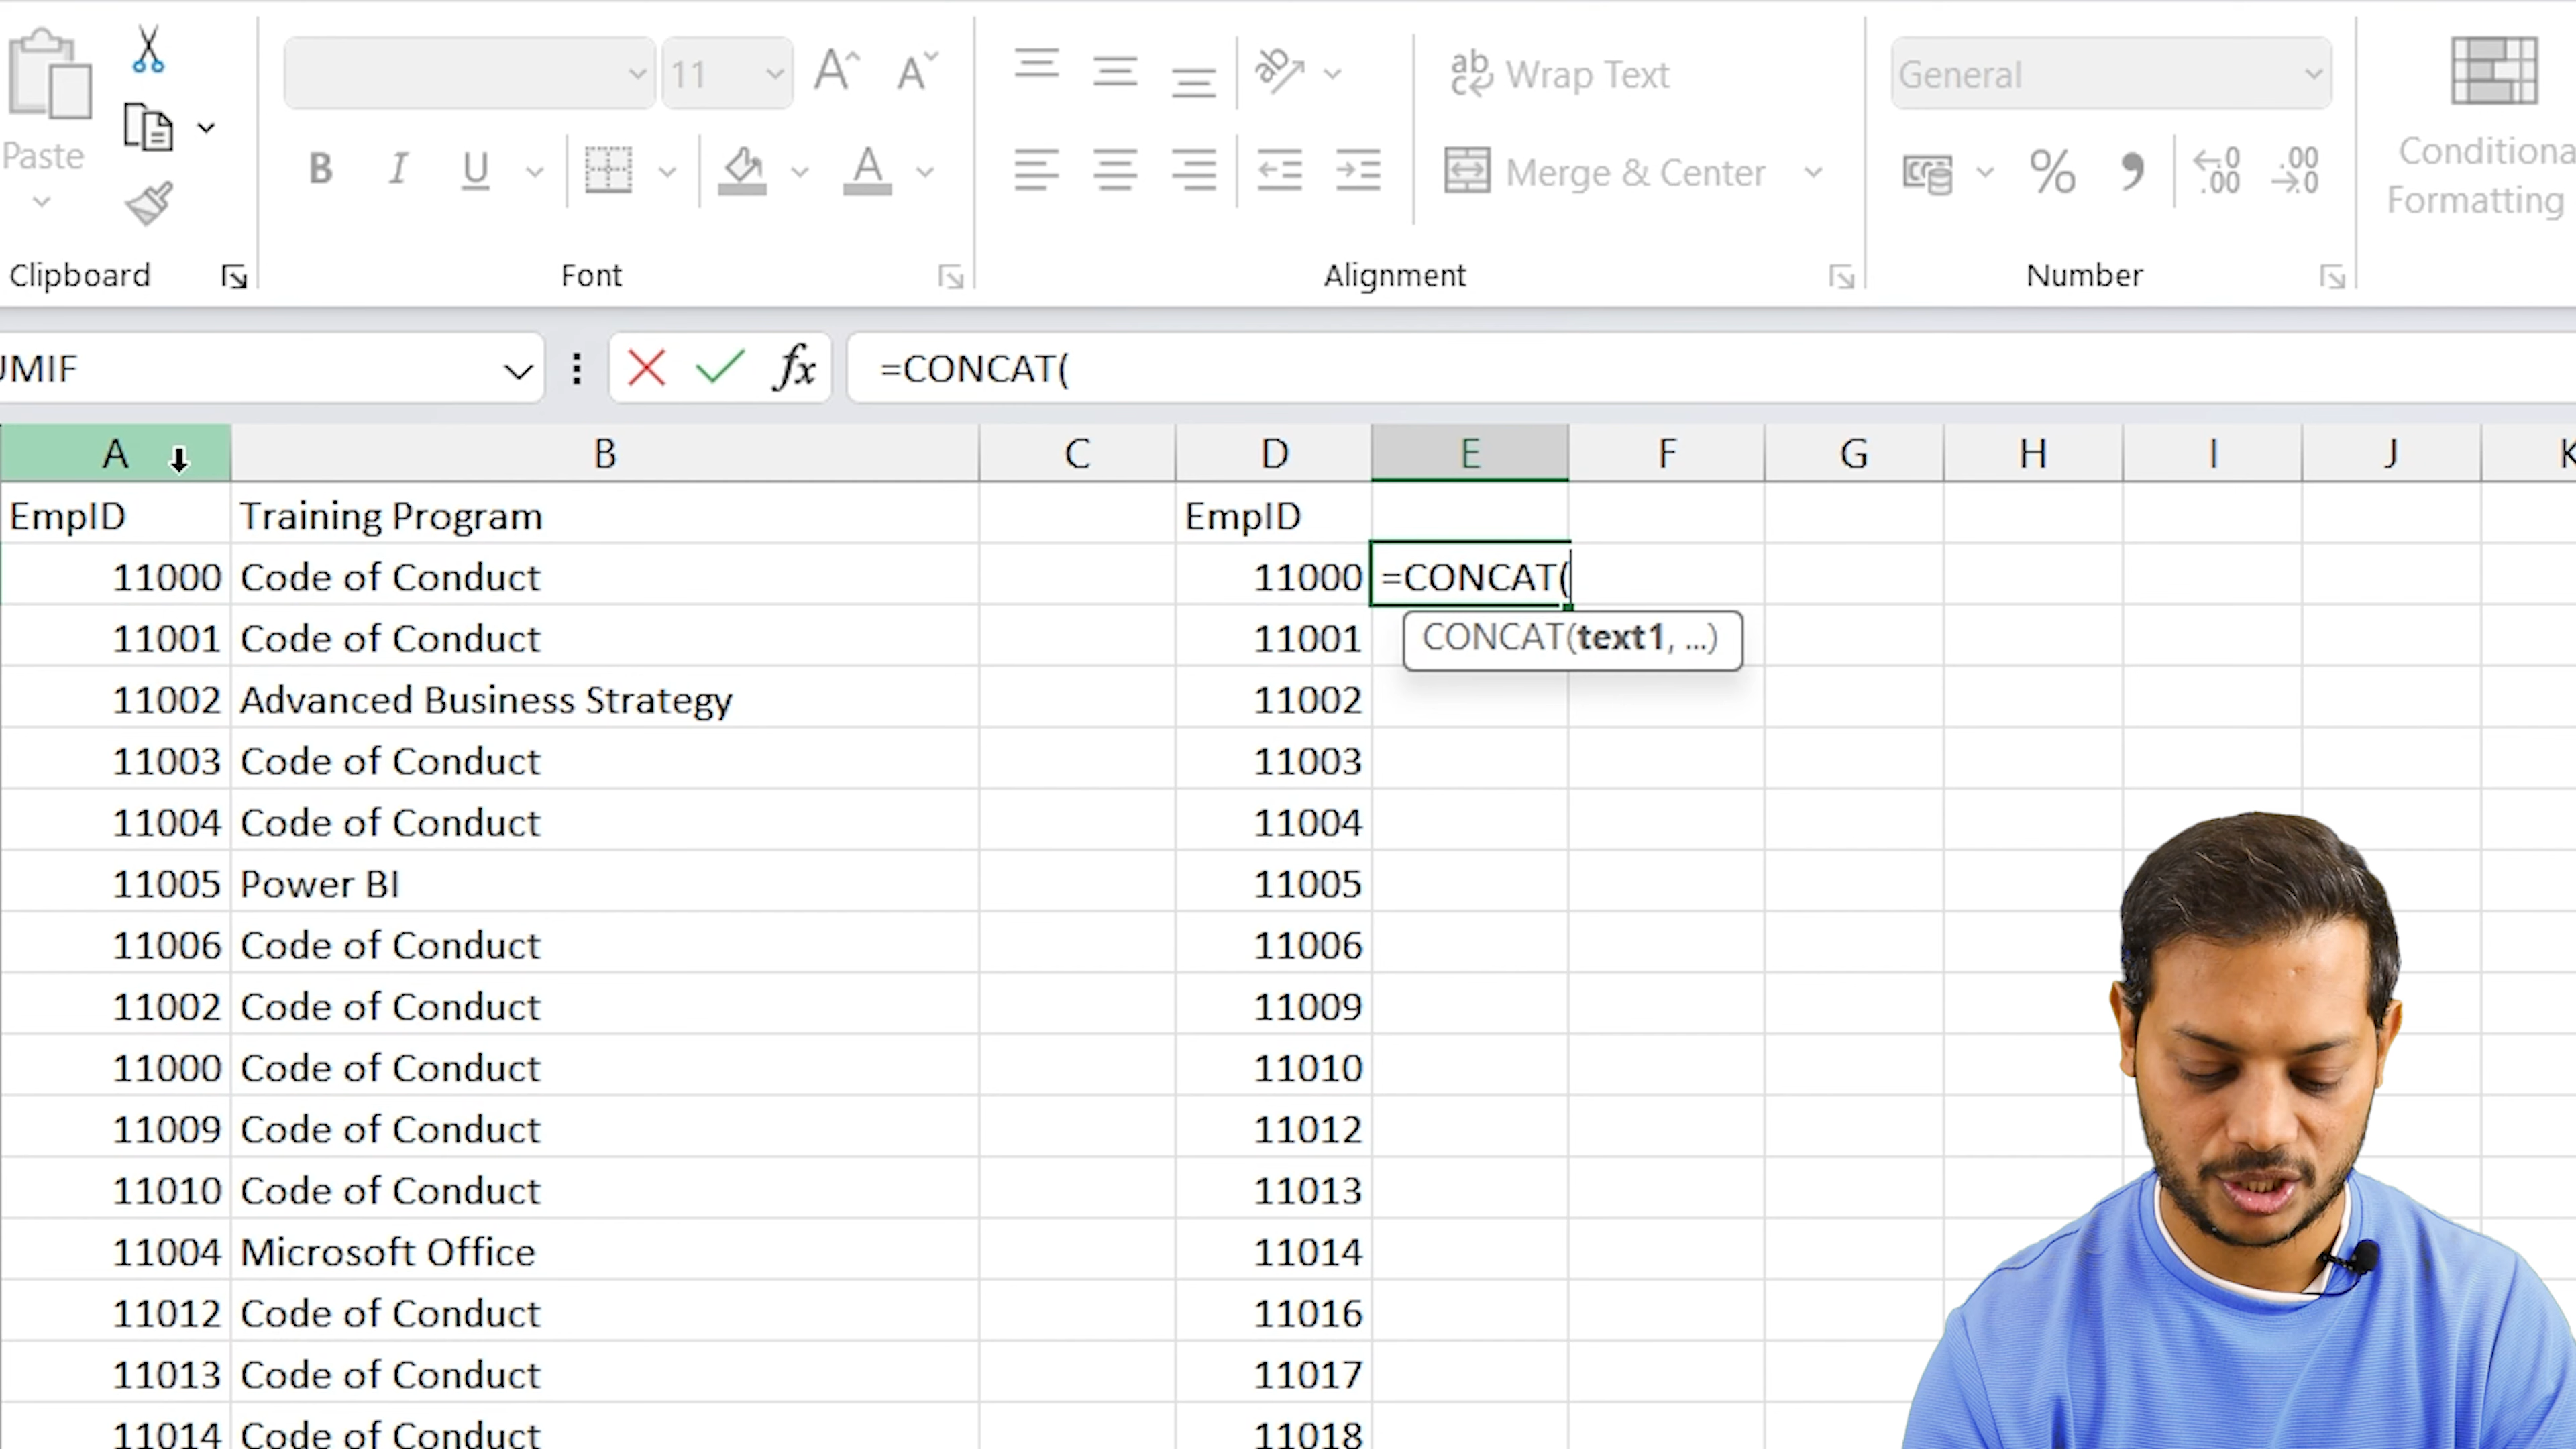 11
Wrap Text
General
Paste
B I U
A
Merge & Center
%
Conditiona
Formatting
Clipboard
Font
Alignment
Number
UMIF
fx
=CONCAT(
A B C D E F G H I J K
EmpID Training Program EmpID
11000 Code of Conduct 11000 =CONCAT(
11001 Code of Conduct 11001 CONCAT(text1, ...)
11002 Advanced Business Strategy 11002
11003 Code of Conduct 11003
11004 Code of Conduct 11004
11005 Power BI 11005
11006 Code of Conduct 11006
11002 Code of Conduct 11009
11000 Code of Conduct 11010
11009 Code of Conduct 11012
11010 Code of Conduct 11013
11004 Microsoft Office 11014
11012 Code of Conduct 11016
11013 Code of Conduct 11017
11014 Code of Conduct 11018